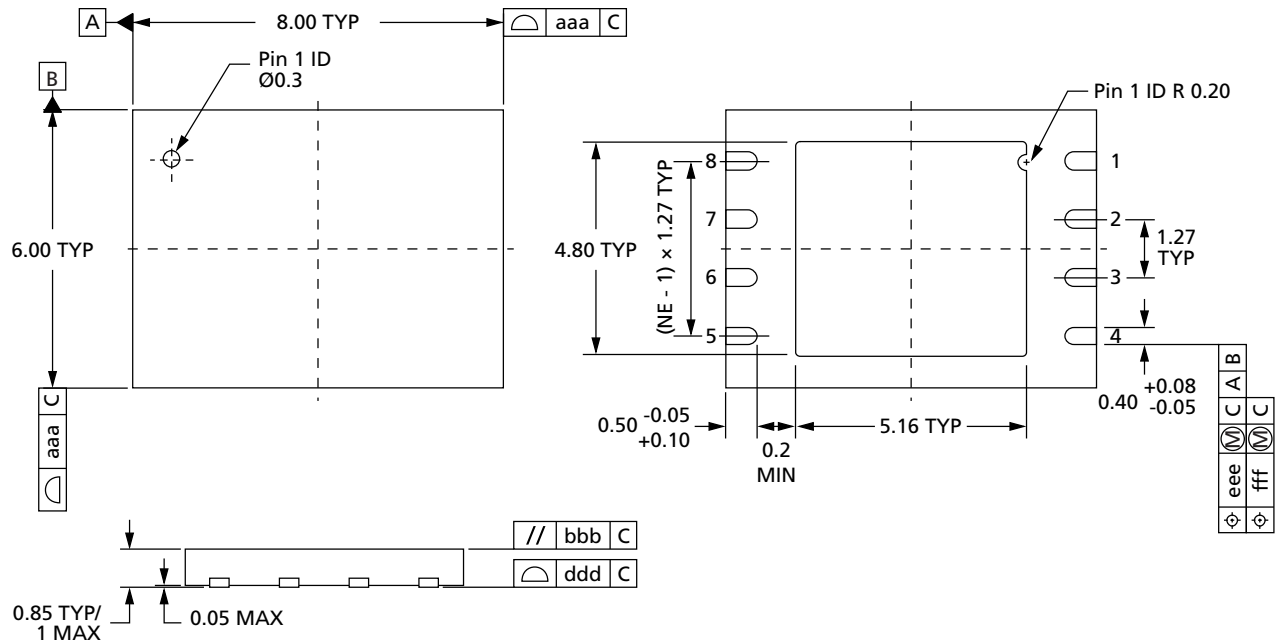 A
8.00 TYP
aaa C
Pin 1 ID
Ø0.3
B
6.00 TYP
aaa C
Pin 1 ID R 0.20
8
7
6
5
1
2
3
4
(NE - 1) × 1.27 TYP
4.80 TYP
1.27
TYP
0.50 -0.05
+0.10
0.2
MIN
5.16 TYP
0.40 +0.08
-0.05
eee Ⓜ C A B
fff Ⓜ C
// bbb C
ddd C
0.85 TYP/
1 MAX
0.05 MAX